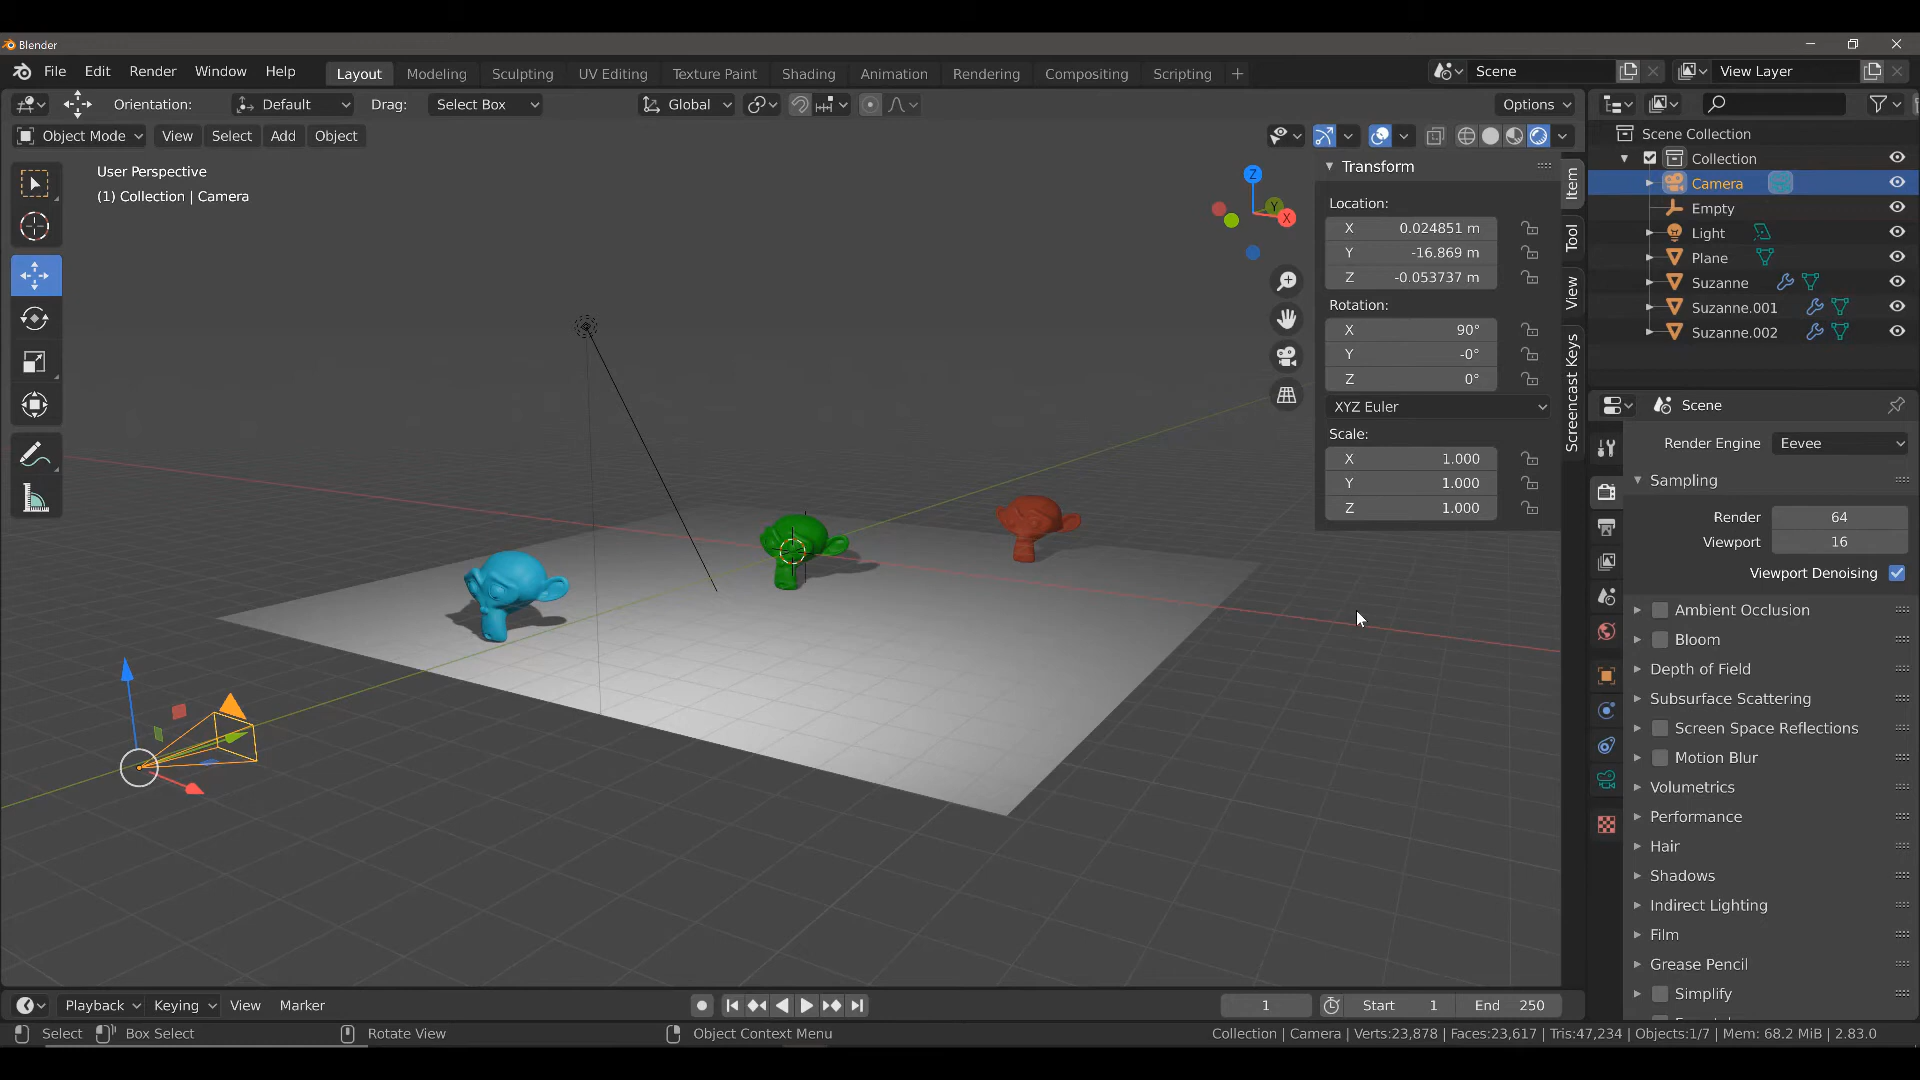 Blender
File Edit Render Window Help Layout Modeling Sculpting UV Editing Texture Paint Shading Animation Rendering Compositing Scripting + Scene View Layer
Orientation: Default Drag: Select Box Global Options
Object Mode View Select Add Object
User Perspective
(1) Collection | Camera
Z
Y
X
Transform
Location:
X 0.024851 m
Y -16.869 m
Z -0.053737 m
Rotation:
X 90°
Y -0°
Z 0°
XYZ Euler
Scale:
X 1.000
Y 1.000
Z 1.000
Item
Tool
View
Screencast Keys
Scene Collection
Collection
Camera
Empty
Light
Plane
Suzanne
Suzanne.001
Suzanne.002
Scene
Render Engine Eevee
Sampling
Render 64
Viewport 16
Viewport Denoising
Ambient Occlusion
Bloom
Depth of Field
Subsurface Scattering
Screen Space Reflections
Motion Blur
Volumetrics
Performance
Hair
Shadows
Indirect Lighting
Film
Grease Pencil
Simplify
Playback Keying View Marker 1 Start 1 End 250
Select Box Select Rotate View Object Context Menu Collection | Camera | Verts:23,878 | Faces:23,617 | Tris:47,234 | Objects:1/7 | Mem: 68.2 MiB | 2.83.0